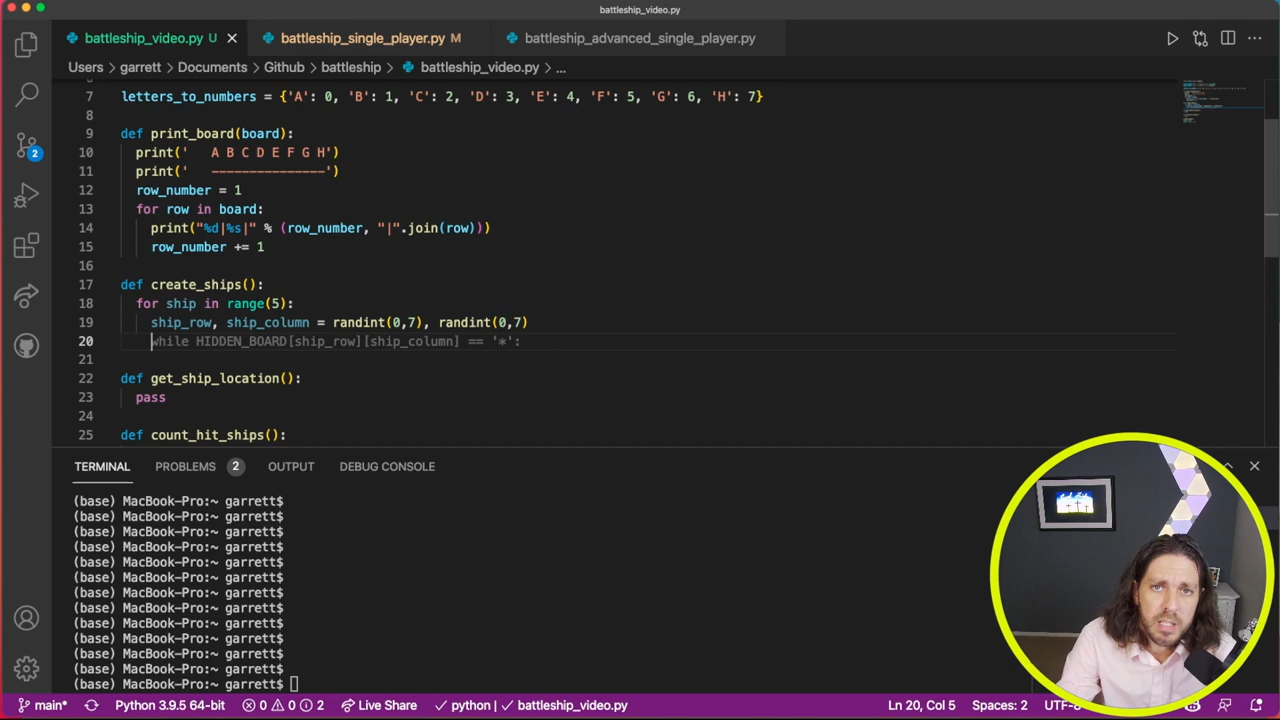 battleship_video.py
battleship_video.py U
battleship_single_player.py M
battleship_advanced_single_player.py
Users > garrett > Documents > Github > battleship > battleship_video.py > ...
7 letters_to_numbers = {'A': 0, 'B': 1, 'C': 2, 'D': 3, 'E': 4, 'F': 5, 'G': 6, 'H': 7}
8
9 def print_board(board):
10 print('   A B C D E F G H')
11 print('   ---------------')
12 row_number = 1
13 for row in board:
14 print("%d|%s|" % (row_number, "|".join(row)))
15 row_number += 1
16
17 def create_ships():
18 for ship in range(5):
19 ship_row, ship_column = randint(0,7), randint(0,7)
20 while HIDDEN_BOARD[ship_row][ship_column] == '*':
21
22 def get_ship_location():
23 pass
24
25 def count_hit_ships():
2
TERMINAL PROBLEMS 2 OUTPUT DEBUG CONSOLE
(base) MacBook-Pro:~ garrett$
(base) MacBook-Pro:~ garrett$
(base) MacBook-Pro:~ garrett$
(base) MacBook-Pro:~ garrett$
(base) MacBook-Pro:~ garrett$
(base) MacBook-Pro:~ garrett$
(base) MacBook-Pro:~ garrett$
(base) MacBook-Pro:~ garrett$
(base) MacBook-Pro:~ garrett$
(base) MacBook-Pro:~ garrett$
(base) MacBook-Pro:~ garrett$
(base) MacBook-Pro:~ garrett$
(base) MacBook-Pro:~ garrett$
main* Python 3.9.5 64-bit 0 0 2 Live Share python | battleship_video.py Ln 20, Col 5 Spaces: 2